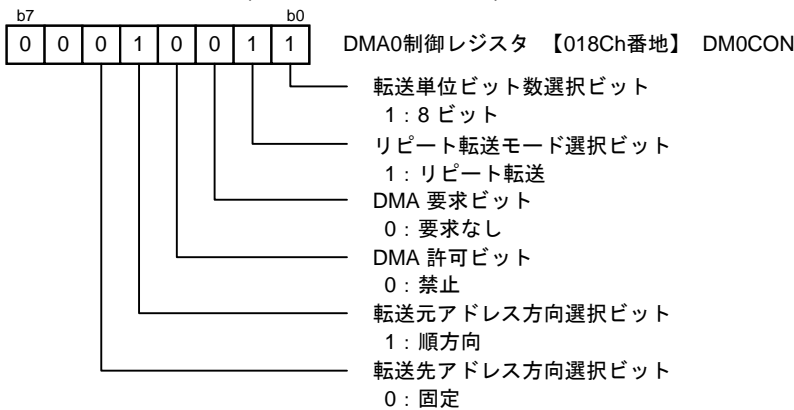 b7 b0
0 0 0 1 0 0 1 1 DMA0制御レジスタ 【018Ch番地】 DM0CON
転送単位ビット数選択ビット
1：8 ビット
リピート転送モード選択ビット
1：リピート転送
DMA 要求ビット
0：要求なし
DMA 許可ビット
0：禁止
転送元アドレス方向選択ビット
1：順方向
転送先アドレス方向選択ビット
0：固定